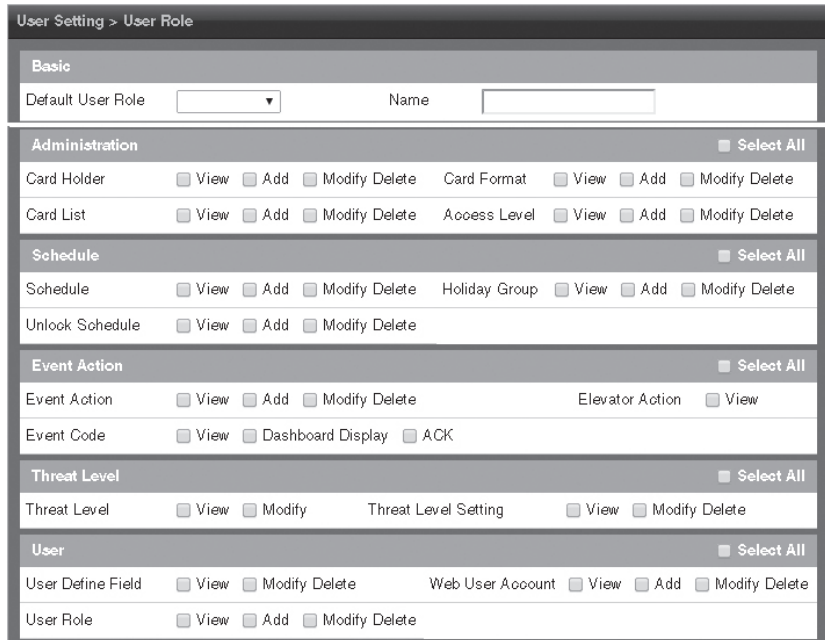 User Setting > User Role
Basic
Default User Role Name
Administration Select All
Card Holder View Add Modify Delete Card Format View Add Modify Delete
Card List View Add Modify Delete Access Level View Add Modify Delete
Schedule Select All
Schedule View Add Modify Delete Holiday Group View Add Modify Delete
Unlock Schedule View Add Modify Delete
Event Action Select All
Event Action View Add Modify Delete Elevator Action View
Event Code View Dashboard Display ACK
Threat Level Select All
Threat Level View Modify Threat Level Setting View Modify Delete
User Select All
User Define Field View Modify Delete Web User Account View Add Modify Delete
User Role View Add Modify Delete